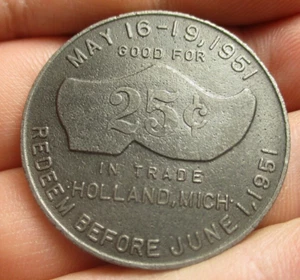 MAY 16-19, 1951
GOOD FOR
25¢
IN TRADE
HOLLAND, MICH.
REDEEM BEFORE JUNE 1, 1951